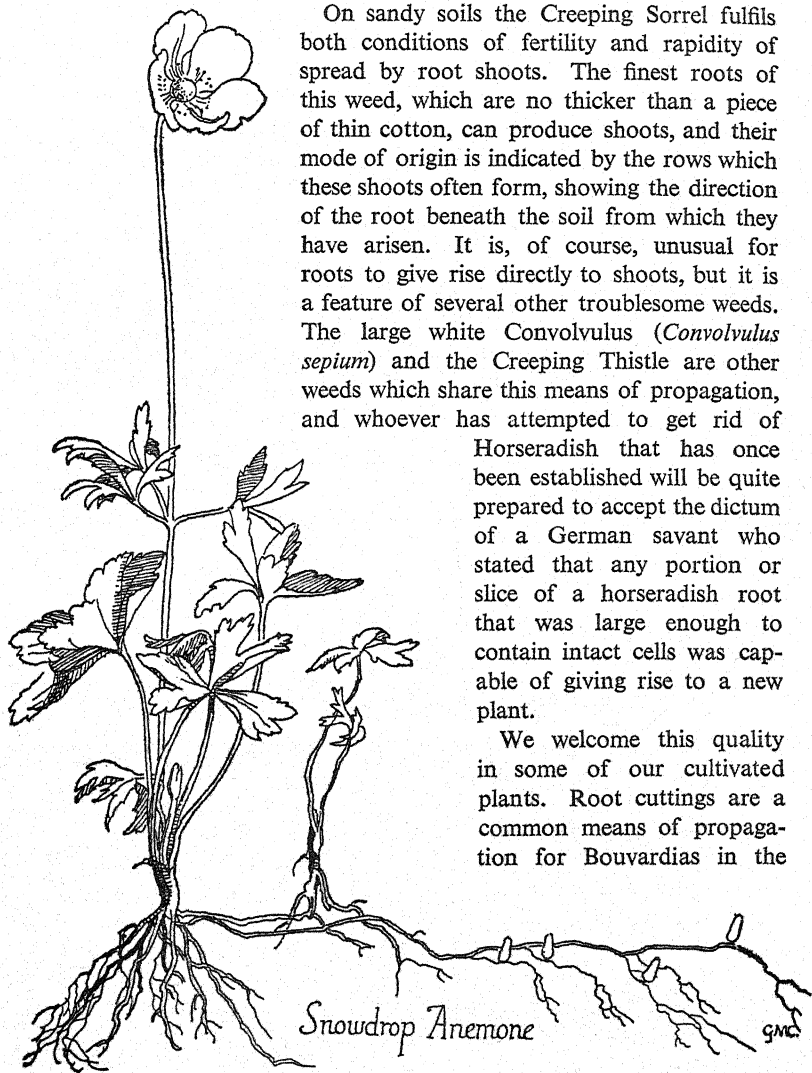 On sandy soils the Creeping Sorrel fulfils
both conditions of fertility and rapidity of
spread by root shoots. The finest roots of
this weed, which are no thicker than a piece
of thin cotton, can produce shoots, and their
mode of origin is indicated by the rows which
these shoots often form, showing the direction
of the root beneath the soil from which they
have arisen. It is, of course, unusual for
roots to give rise directly to shoots, but it is
a feature of several other troublesome weeds.
The large white Convolvulus (Convolvulus
sepium) and the Creeping Thistle are other
weeds which share this means of propagation,
and whoever has attempted to get rid of
Horseradish that has once
been established will be quite
prepared to accept the dictum
of a German savant who
stated that any portion or
slice of a horseradish root
that was large enough to
contain intact cells was cap-
able of giving rise to a new
plant.
We welcome this quality
in some of our cultivated
plants. Root cuttings are a
common means of propaga-
tion for Bouvardias in the
Snowdrop Anemone
GMC.